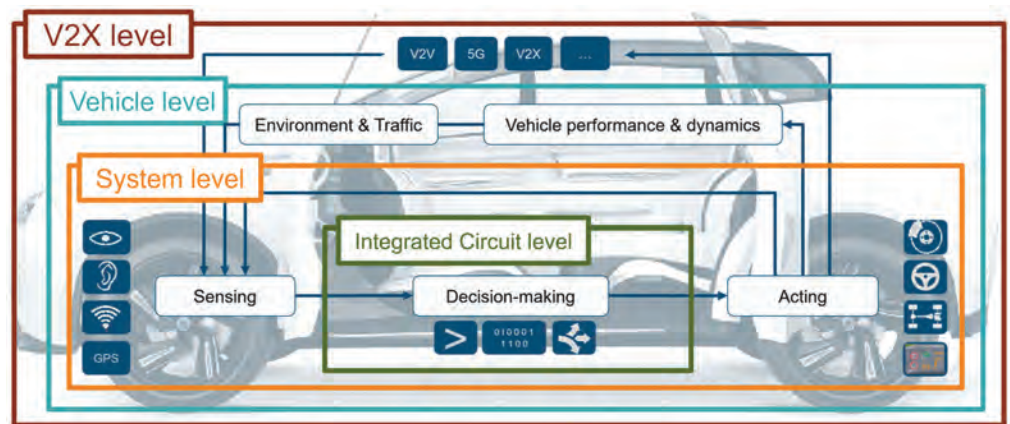 V2X level
V2V
5G
V2X
...
Vehicle level
Environment & Traffic
Vehicle performance & dynamics
System level
Integrated Circuit level
Sensing
Decision-making
Acting
GPS
>
010001
1100